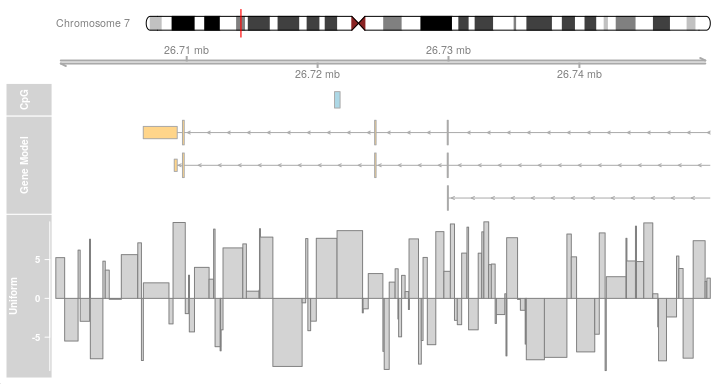 Chromosome 7
26.71 mb
26.73 mb
26.72 mb
26.74 mb
CpG
Gene Model
Uniform
5
0
-5